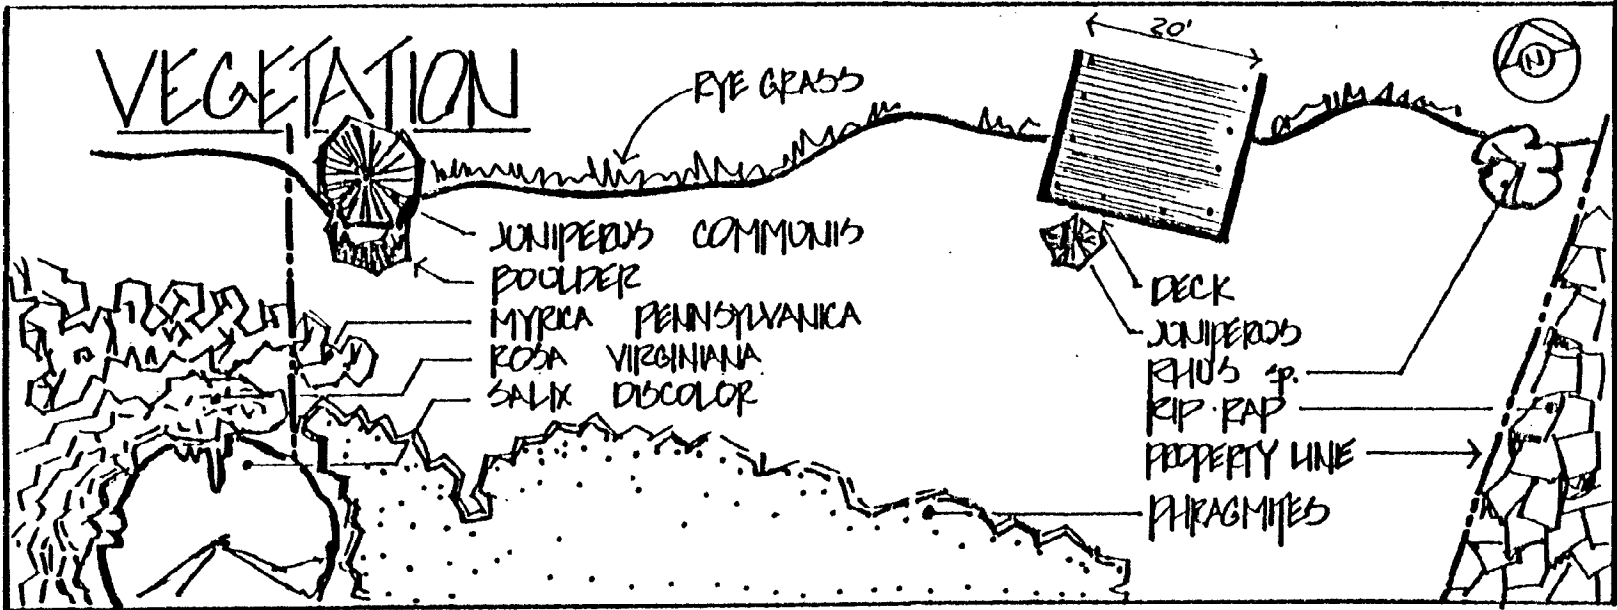 VEGETATION
20'
N
RYE GRASS
JUNIPERUS COMMUNIS
BOULDER
MYRICA PENNSYLVANICA
ROSA VIRGINIANA
SALIX DISCOLOR
DECK
JUNIPERUS
RHUS sp.
RIP RAP
PROPERTY LINE
PHRAGMITES